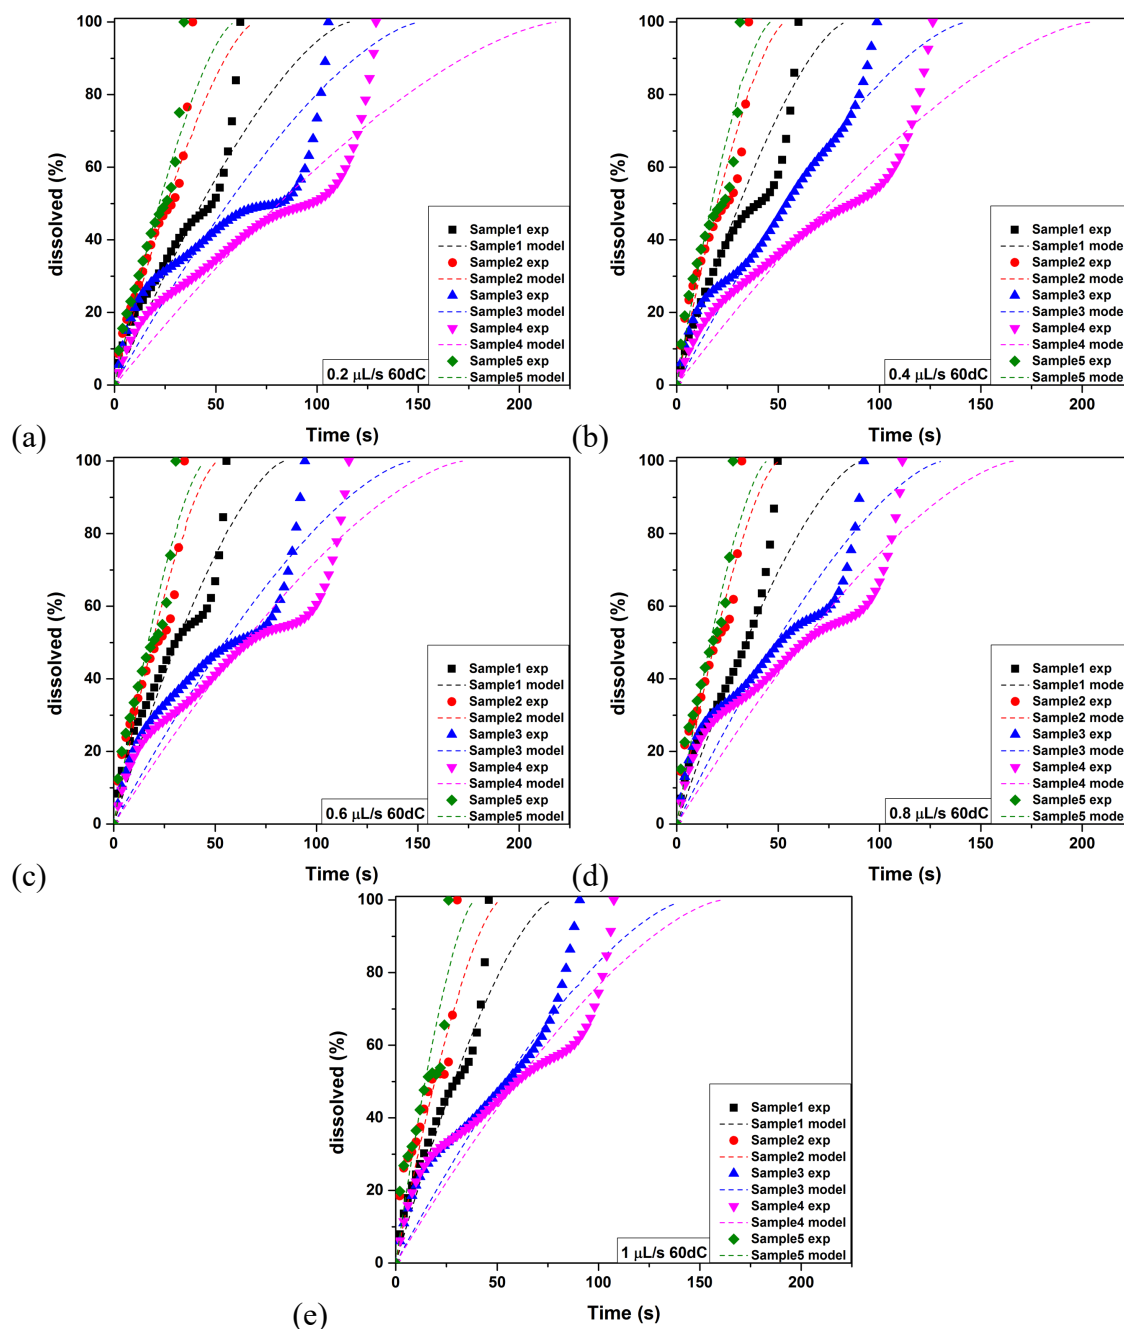 100
80
60
40
20
0
dissolved (%)
0 50 100 150 200
Time (s)
Sample1 exp
Sample1 model
Sample2 exp
Sample2 model
Sample3 exp
Sample3 model
Sample4 exp
Sample4 model
Sample5 exp
Sample5 model
0.2 μL/s 60dC
(a)
100
80
60
40
20
0
dissolved (%)
0 50 100 150 200
Time (s)
Sample1 exp
Sample1 mode
Sample2 exp
Sample2 mode
Sample3 exp
Sample3 mode
Sample4 exp
Sample4 mode
Sample5 exp
Sample5 mode
0.4 μL/s 60dC
(b)
100
80
60
40
20
0
dissolved (%)
0 50 100 150 200
Time (s)
Sample1 exp
Sample1 model
Sample2 exp
Sample2 model
Sample3 exp
Sample3 model
Sample4 exp
Sample4 model
Sample5 exp
Sample5 model
0.6 μL/s 60dC
(c)
100
80
60
40
20
0
dissolved (%)
0 50 100 150 200
Time (s)
Sample1 exp
Sample1 mode
Sample2 exp
Sample2 mode
Sample3 exp
Sample3 mode
Sample4 exp
Sample4 mode
Sample5 exp
Sample5 mode
0.8 μL/s 60dC
(d)
100
80
60
40
20
0
dissolved (%)
0 50 100 150 200
Time (s)
Sample1 exp
Sample1 model
Sample2 exp
Sample2 model
Sample3 exp
Sample3 model
Sample4 exp
Sample4 model
Sample5 exp
Sample5 model
1 μL/s 60dC
(e)